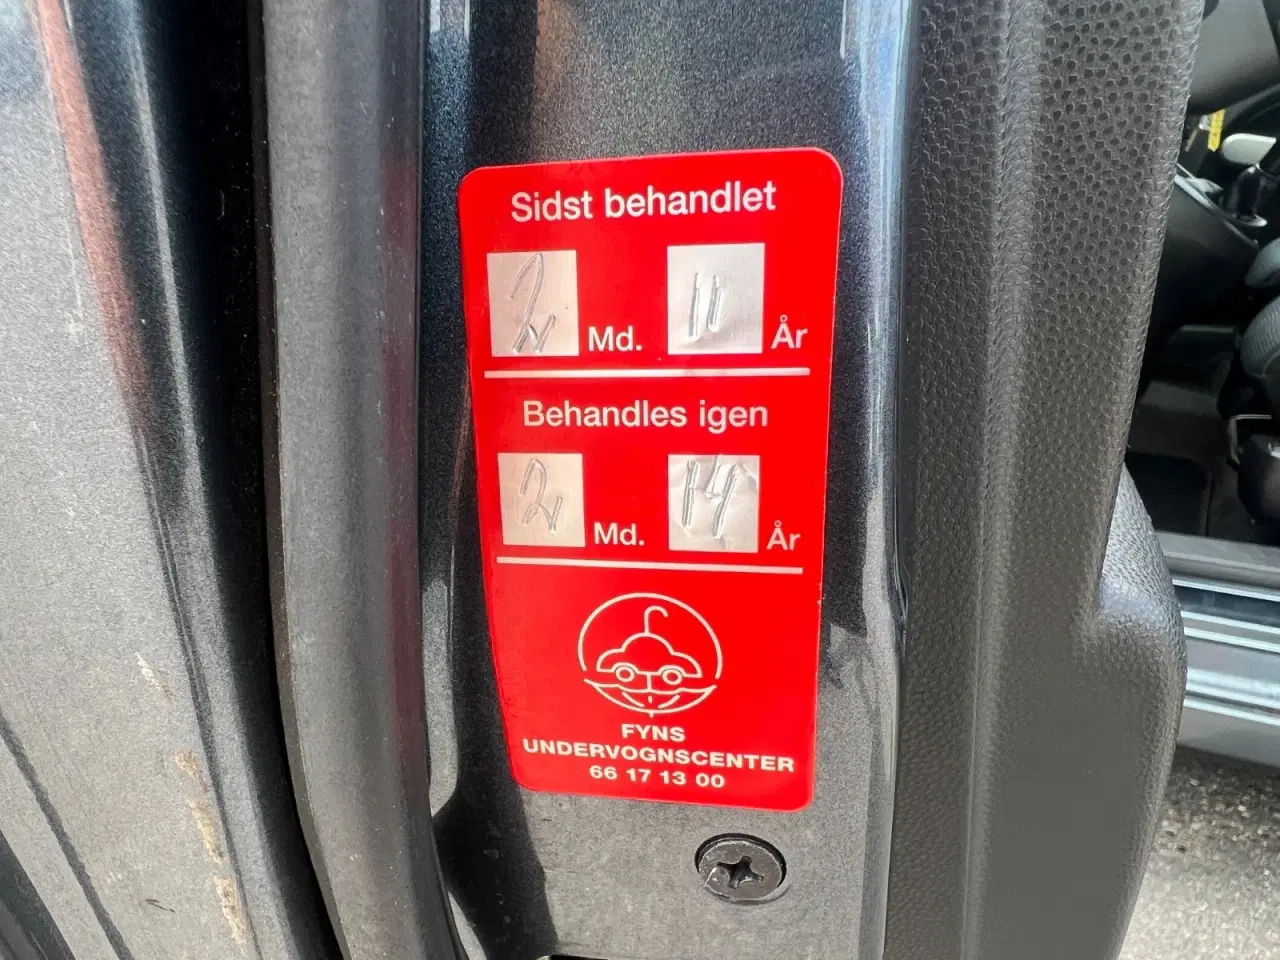 Sidst behandlet
2 Md. 11 År
Behandles igen
2 Md. 14 År
FYNS
UNDERVOGNSCENTER
66 17 13 00